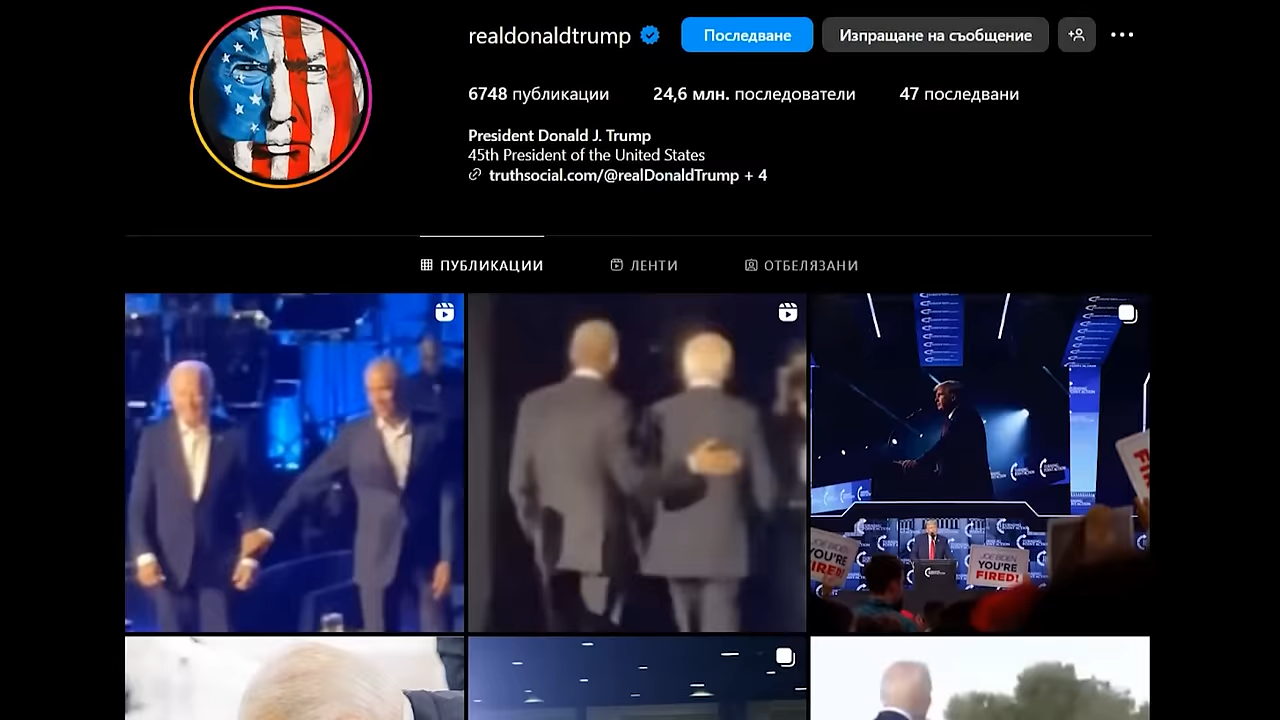 realdonaldtrump
Последване
Изпращане на съобщение
6748 публикации
24,6 млн. последователи
47 последвани
President Donald J. Trump
45th President of the United States
truthsocial.com/@realDonaldTrump + 4
ПУБЛИКАЦИИ
ЛЕНТИ
ОТБЕЛЯЗАНИ
YOU'RE
FIRED!
JOE BIDEN
YOU'RE
FIRED!